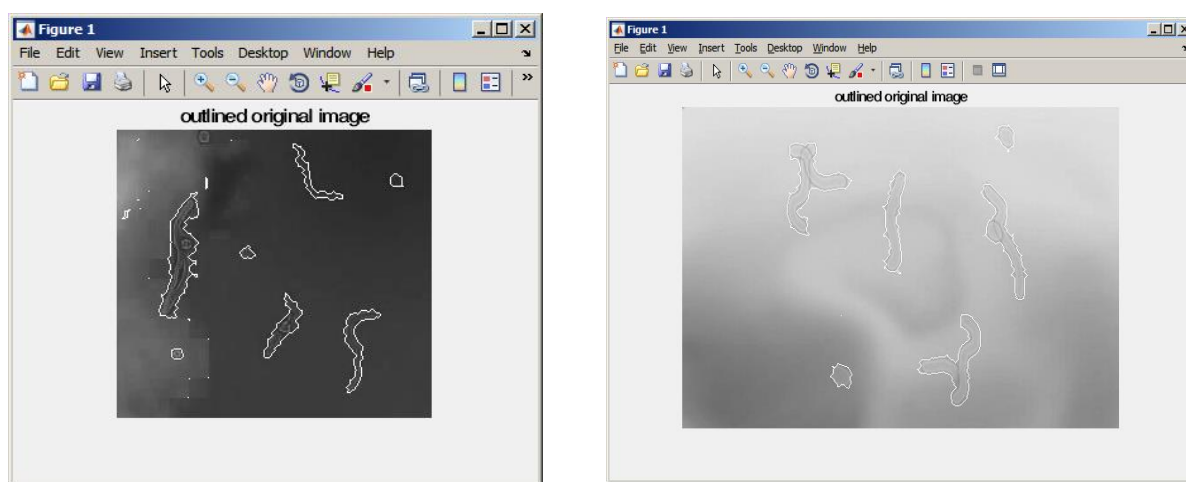 Figure 1
File Edit View Insert Tools Desktop Window Help
outlined original image
Figure 1
File Edit View Insert Tools Desktop Window Help
outlined original image